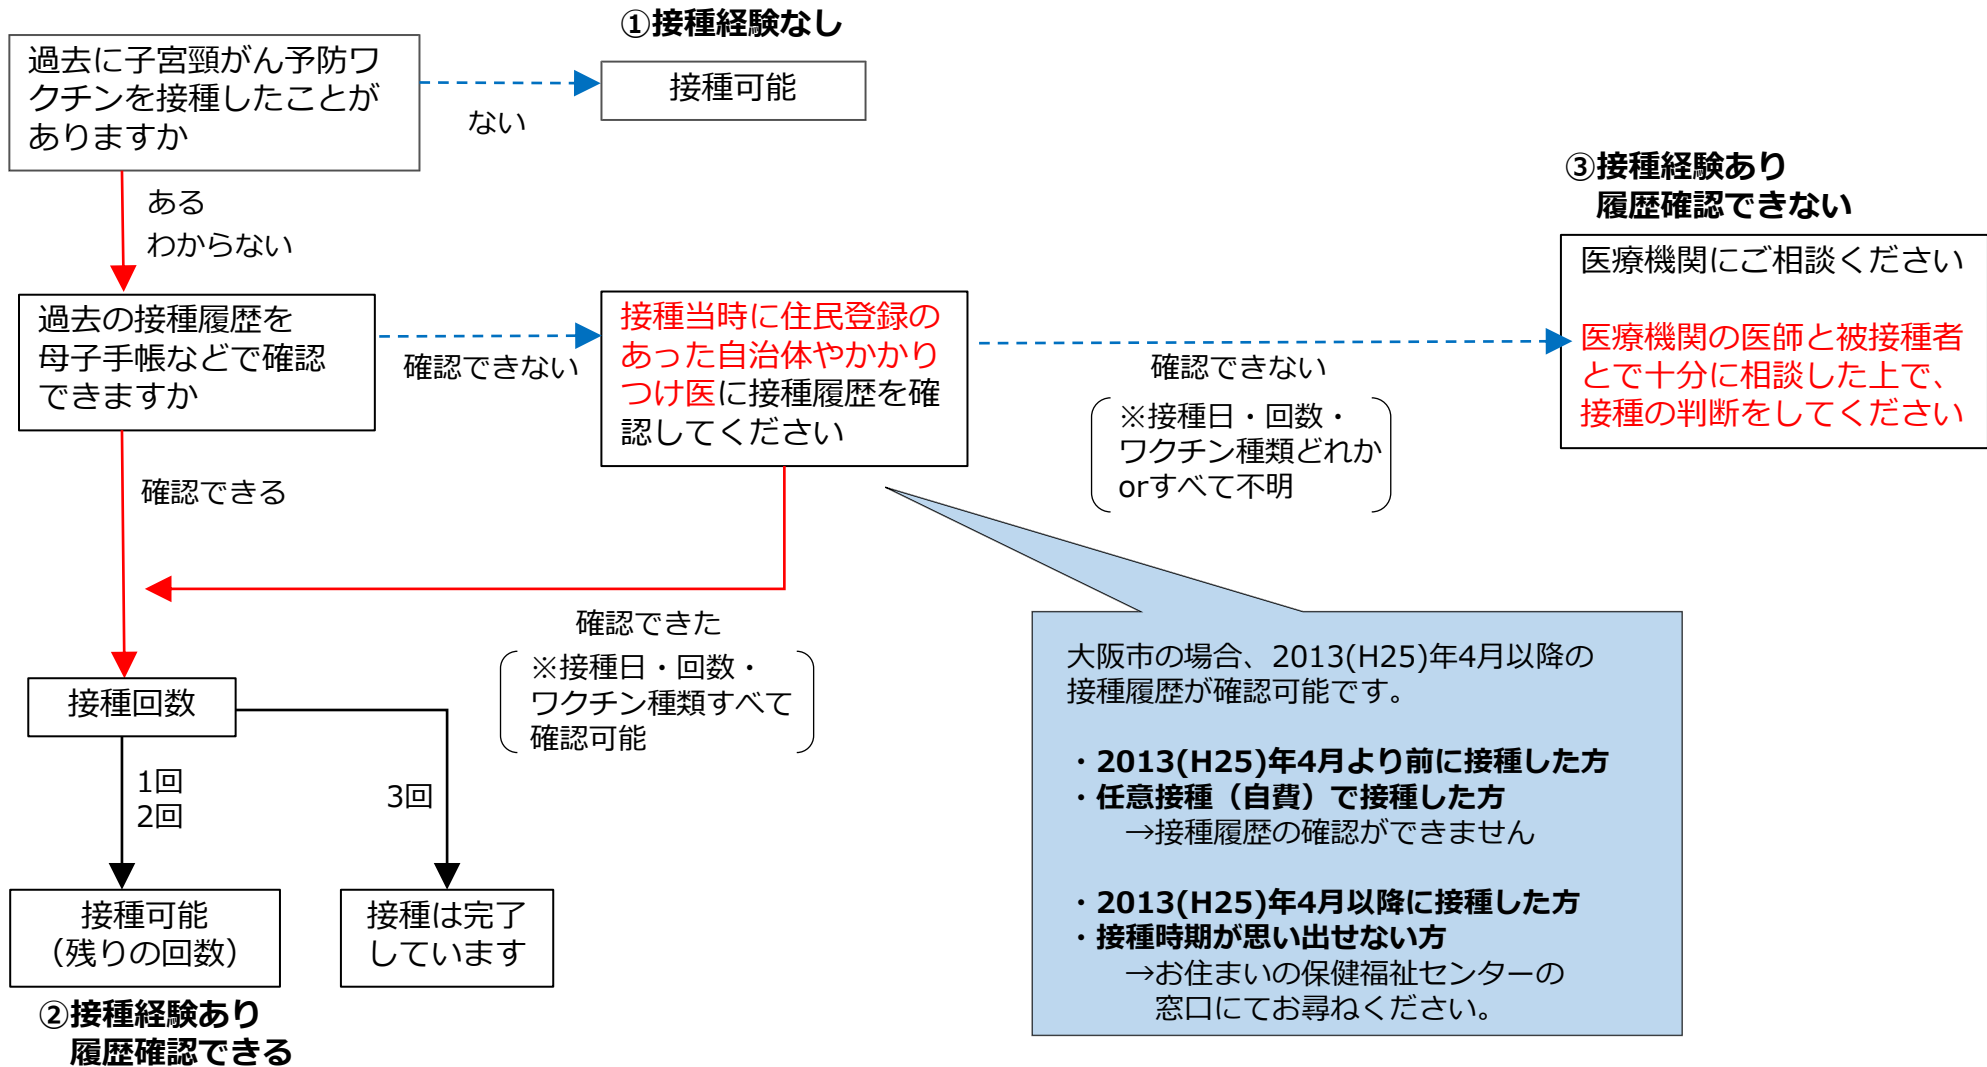 ①接種経験なし
過去に子宮頸がん予防ワ
クチンを接種したことが
ありますか
ない
接種可能
ある
わからない
③接種経験あり
履歴確認できない
医療機関にご相談ください
医療機関の医師と被接種者
とで十分に相談した上で、
接種の判断をしてください
過去の接種履歴を
母子手帳などで確認
できますか
確認できない
接種当時に住民登録の
あった自治体やかかり
つけ医に接種履歴を確
認してください
確認できない
※接種日・回数・
ワクチン種類どれか
orすべて不明
確認できる
確認できた
※接種日・回数・
ワクチン種類すべて
確認可能
接種回数
1回
2回
3回
接種可能
（残りの回数）
接種は完了
しています
②接種経験あり
履歴確認できる
大阪市の場合、2013(H25)年4月以降の
接種履歴が確認可能です。
・2013(H25)年4月より前に接種した方
・任意接種（自費）で接種した方
→接種履歴の確認ができません
・2013(H25)年4月以降に接種した方
・接種時期が思い出せない方
→お住まいの保健福祉センターの
窓口にてお尋ねください。